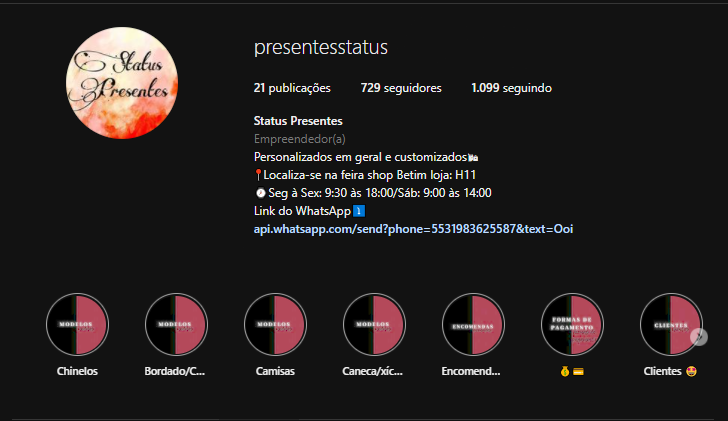 Status
Presentes
presentesstatus
21 publicações 729 seguidores 1.099 seguindo
Status Presentes
Empreendedor(a)
Personalizados em geral e customizados🛍
📍Localiza-se na feira shop Betim loja: H11
🕘Seg à Sex: 9:30 às 18:00/Sáb: 9:00 às 14:00
Link do WhatsApp⤵
api.whatsapp.com/send?phone=5531983625587&text=Ooi
MODELOS
MODELOS
MODELOS
MODELOS
ENCOMENDAS
FORMAS DE
PAGAMENTO
CLIENTES
Chinelos Bordado/C... Camisas Caneca/xíc... Encomend... 💰💳 Clientes 🤩